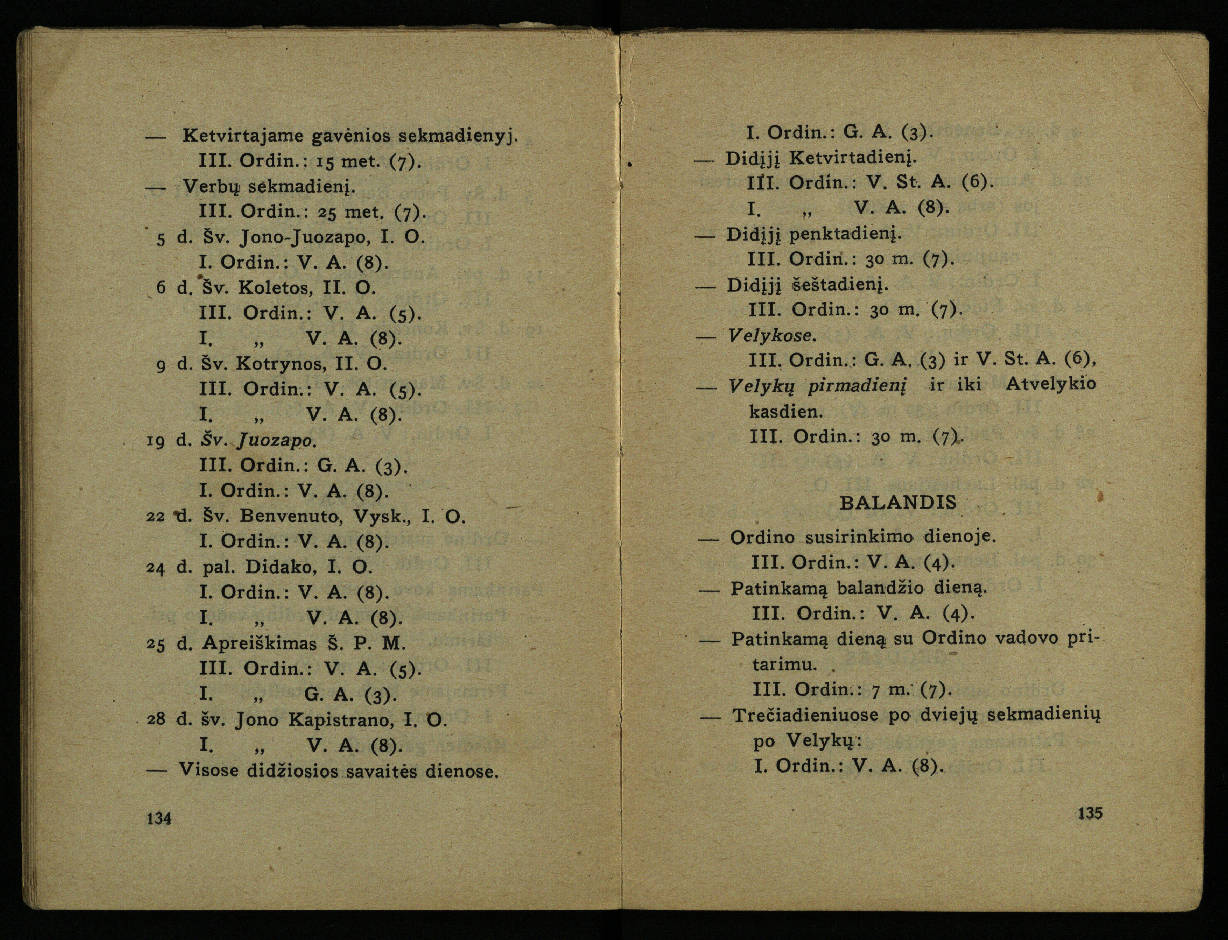 — Ketvirtajame gavėnios sekmadienyj.
III. Ordin.: 15 met. (7).
— Verbų sekmadienį.
III. Ordin.: 25 met. (7).
5 d. Šv. Jono-Juozapo, I. O.
I. Ordin.: V. A. (8).
6 d. Šv. Koletos, II. O.
III. Ordin.: V. A. (5).
I. „ V. A. (8).
9 d. Šv. Kotrynos, II. O.
III. Ordin.: V. A. (5).
I. „ V. A. (8).
19 d. Šv. Juozapo.
III. Ordin.: G. A. (3).
I. Ordin.: V. A. (8).
22 d. Šv. Benvenuto, Vysk., I. O.
I. Ordin.: V. A. (8).
24 d. pal. Didako, I. O.
I. Ordin.: V. A. (8).
I. „ V. A. (8).
25 d. Apreiškimas Š. P. M.
III. Ordin.: V. A. (5).
I. „ G. A. (3).
28 d. šv. Jono Kapistrano, I. O.
I. „ V. A. (8).
— Visose didžiosios savaitės dienose.
134
I. Ordin.: G. A. (3).
— Didįjį Ketvirtadienį.
III. Ordin.: V. St. A. (6).
I. „ V. A. (8).
— Didįjį penktadienį.
III. Ordin.: 30 m. (7).
— Didįjį šeštadienį.
III. Ordin.: 30 m. (7).
— Velykose.
III. Ordin.: G. A. (3) ir V. St. A. (6),
— Velykų pirmadienį ir iki Atvelykio
kasdien.
III. Ordin.: 30 m. (7).
BALANDIS
— Ordino susirinkimo dienoje.
III. Ordin.: V. A. (4).
— Patinkamą balandžio dieną.
III. Ordin.: V. A. (4).
— Patinkamą dieną su Ordino vadovo pri-
tarimu.
III. Ordin.: 7 m. (7).
— Trečiadieniuose po dviejų sekmadienių
po Velykų:
I. Ordin.: V. A. (8).
135